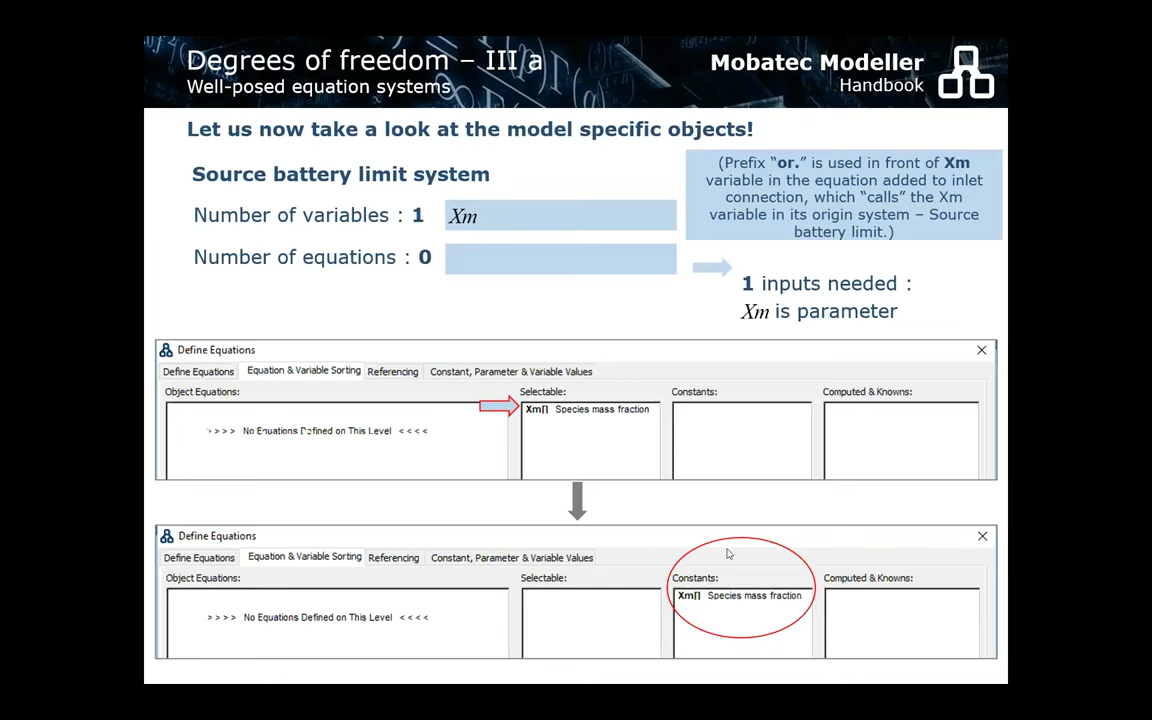 Degrees of freedom – III a
Well-posed equation systems
Mobatec Modeller
Handbook
Let us now take a look at the model specific objects!
Source battery limit system
Number of variables : 1
Xm
Number of equations : 0
(Prefix “or.” is used in front of Xm
variable in the equation added to inlet
connection, which “calls” the Xm
variable in its origin system – Source
battery limit.)
1 inputs needed :
Xm is parameter
Define Equations
Define Equations
Equation & Variable Sorting
Referencing
Constant, Parameter & Variable Values
Object Equations:
Selectable:
Constants:
Computed & Knowns:
> > > > No Equations Defined on This Level < < < <
Xm[] Species mass fraction
Define Equations
Define Equations
Equation & Variable Sorting
Referencing
Constant, Parameter & Variable Values
Object Equations:
Selectable:
Constants:
Computed & Knowns:
> > > > No Equations Defined on This Level < < < <
Xm[] Species mass fraction